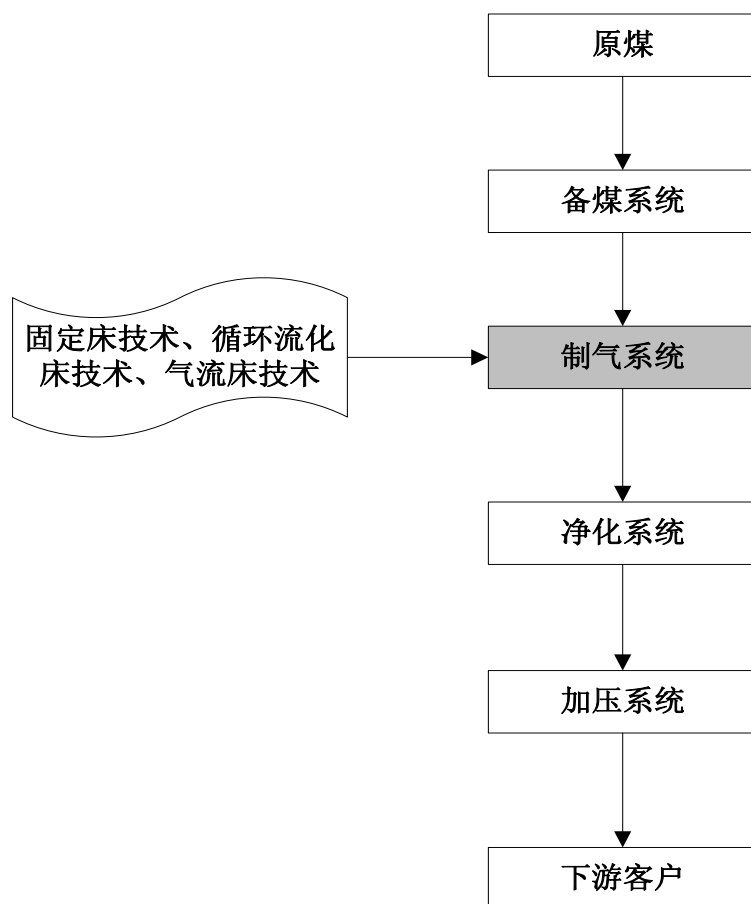 原煤
备煤系统
固定床技术、循环流化
床技术、气流床技术
制气系统
净化系统
加压系统
下游客户